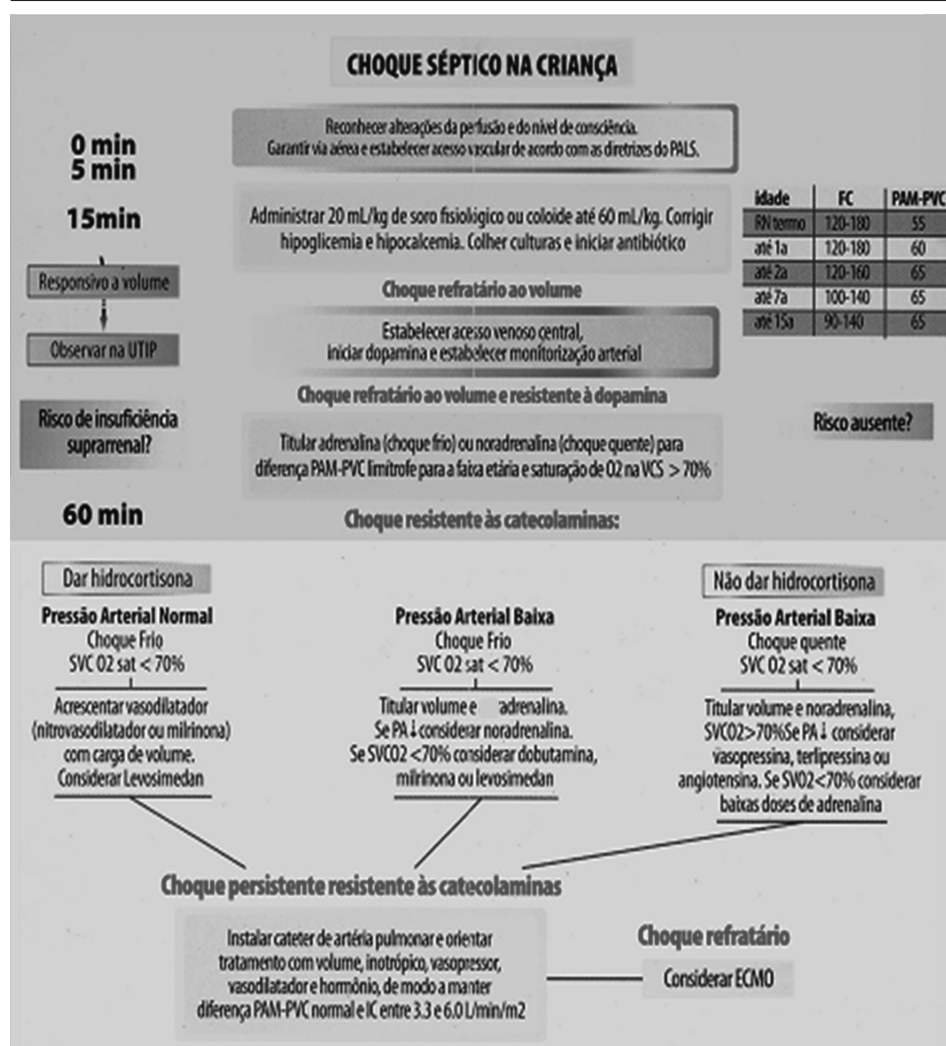 CHOQUE SÉPTICO NA CRIANÇA
0 min
5 min
Reconhecer alterações da perfusão e do nível de consciência.
Garantir via aérea e estabelecer acesso vascular de acordo com as diretrizes do PALS.
15min
Administrar 20 mL/kg de soro fisiológico ou coloide até 60 mL/kg. Corrigir
hipoglicemia e hipocalcemia. Colher culturas e iniciar antibiótico
idade FC PAM-PVC
RN termo 120-180 55
até 1a 120-180 60
até 2a 120-160 65
até 7a 100-140 65
até 15a 90-140 65
Responsivo a volume
Observar na UTIP
Choque refratário ao volume
Estabelecer acesso venoso central,
iniciar dopamina e estabelecer monitorização arterial
Choque refratário ao volume e resistente à dopamina
Risco de insuficiência
suprarrenal?
Titular adrenalina (choque frio) ou noradrenalina (choque quente) para
diferença PAM-PVC limítrofe para a faixa etária e saturação de O2 na VCS > 70%
Risco ausente?
60 min
Choque resistente às catecolaminas:
Dar hidrocortisona
Pressão Arterial Normal
Choque Frio
SVC O2 sat < 70%
Acrescentar vasodilatador
(nitrovasodilatador ou milrinona)
com carga de volume.
Considerar Levosimedan
Pressão Arterial Baixa
Choque Frio
SVC O2 sat < 70%
Titular volume e adrenalina.
Se PA↓considerar noradrenalina.
Se SVCO2 <70% considerar dobutamina,
milrinona ou levosimedan
Não dar hidrocortisona
Pressão Arterial Baixa
Choque quente
SVC O2 sat < 70%
Titular volume e noradrenalina,
SVCO2>70%Se PA↓ considerar
vasopressina, terlipressina ou
angiotensina. Se SVO2<70% considerar
baixas doses de adrenalina
Choque persistente resistente às catecolaminas
Instalar cateter de artéria pulmonar e orientar
tratamento com volume, inotrópico, vasopressor,
vasodilatador e hormônio, de modo a manter
diferença PAM-PVC normal e IC entre 3.3 e 6.0 L/min/m2
Choque refratário
Considerar ECMO